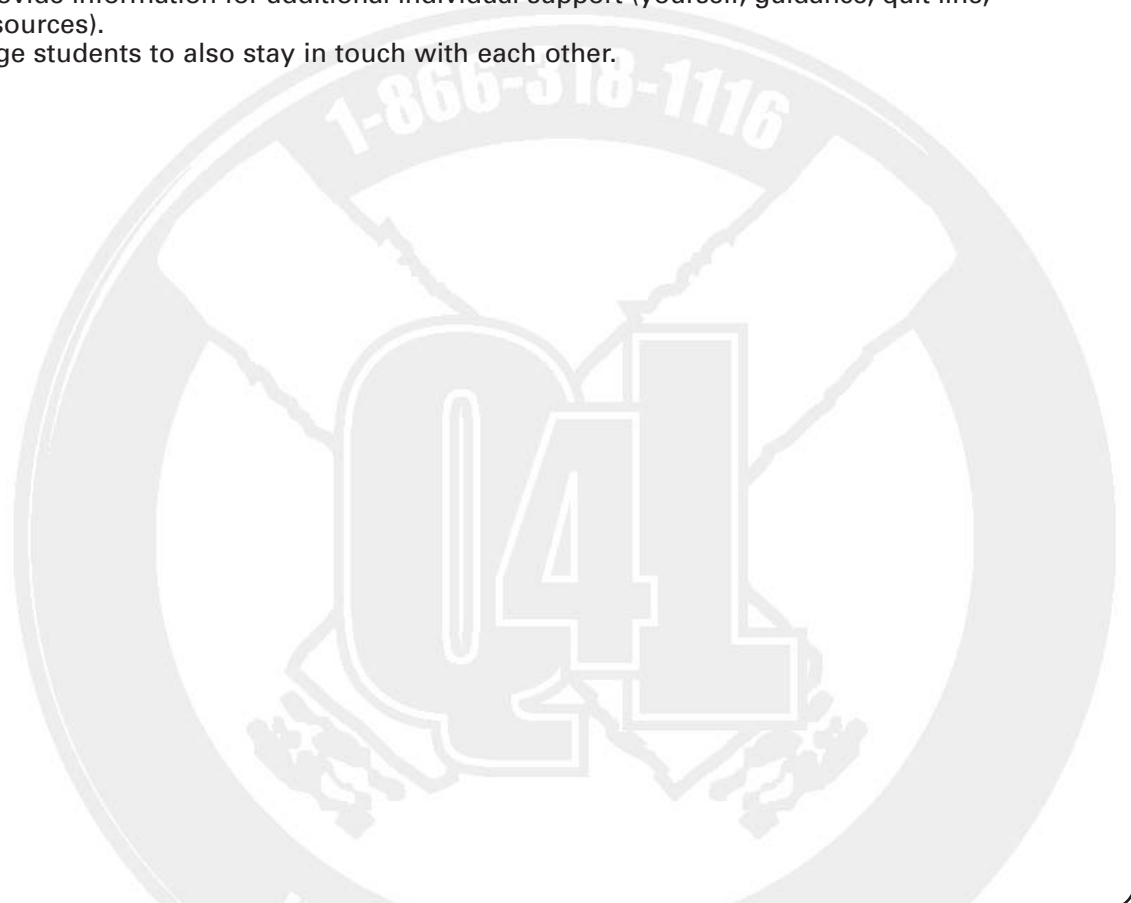 ovide information for additional individual support (yourself, guidance, quit line,
sources).
ge students to also stay in touch with each other.
1-866-318-1116
Q4L